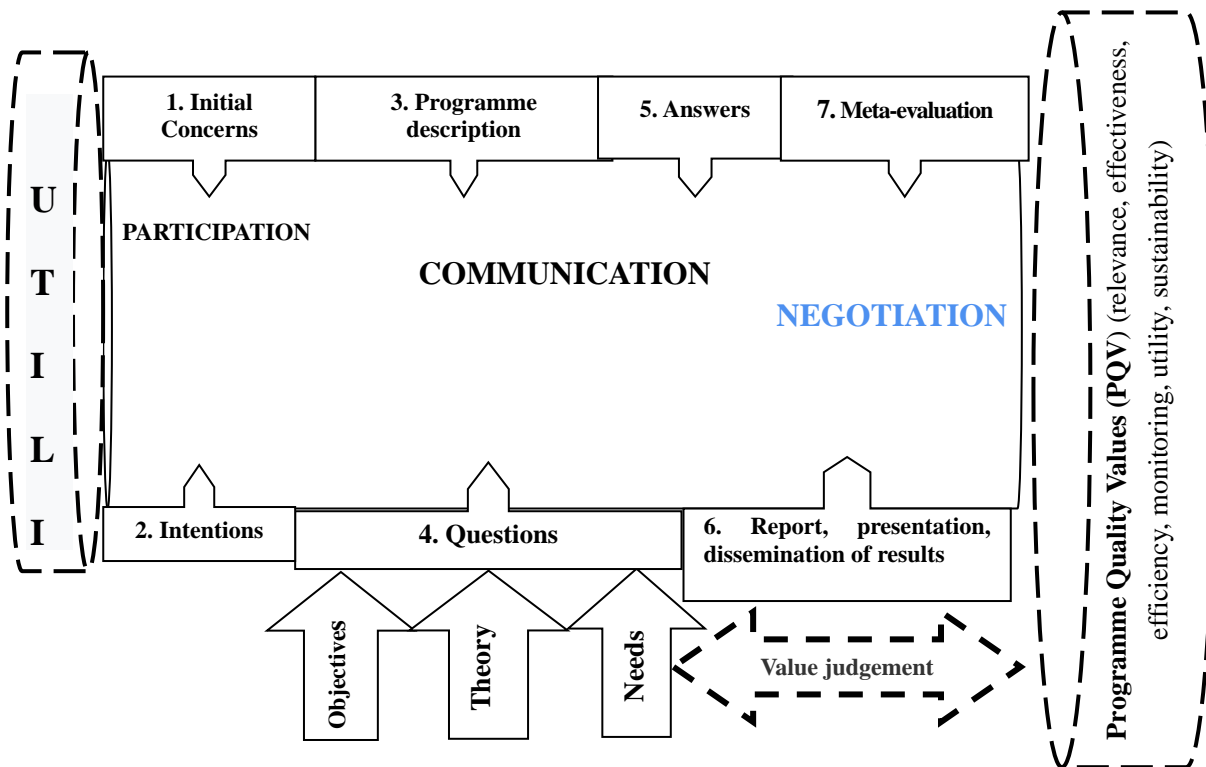 U
T
I
L
I
1. Initial
Concerns
3. Programme
description
5. Answers
7. Meta-evaluation
PARTICIPATION
COMMUNICATION
NEGOTIATION
2. Intentions
4. Questions
6. Report, presentation,
dissemination of results
Objectives
Theory
Needs
Value judgement
Programme Quality Values (PQV) (relevance, effectiveness,
efficiency, monitoring, utility, sustainability)